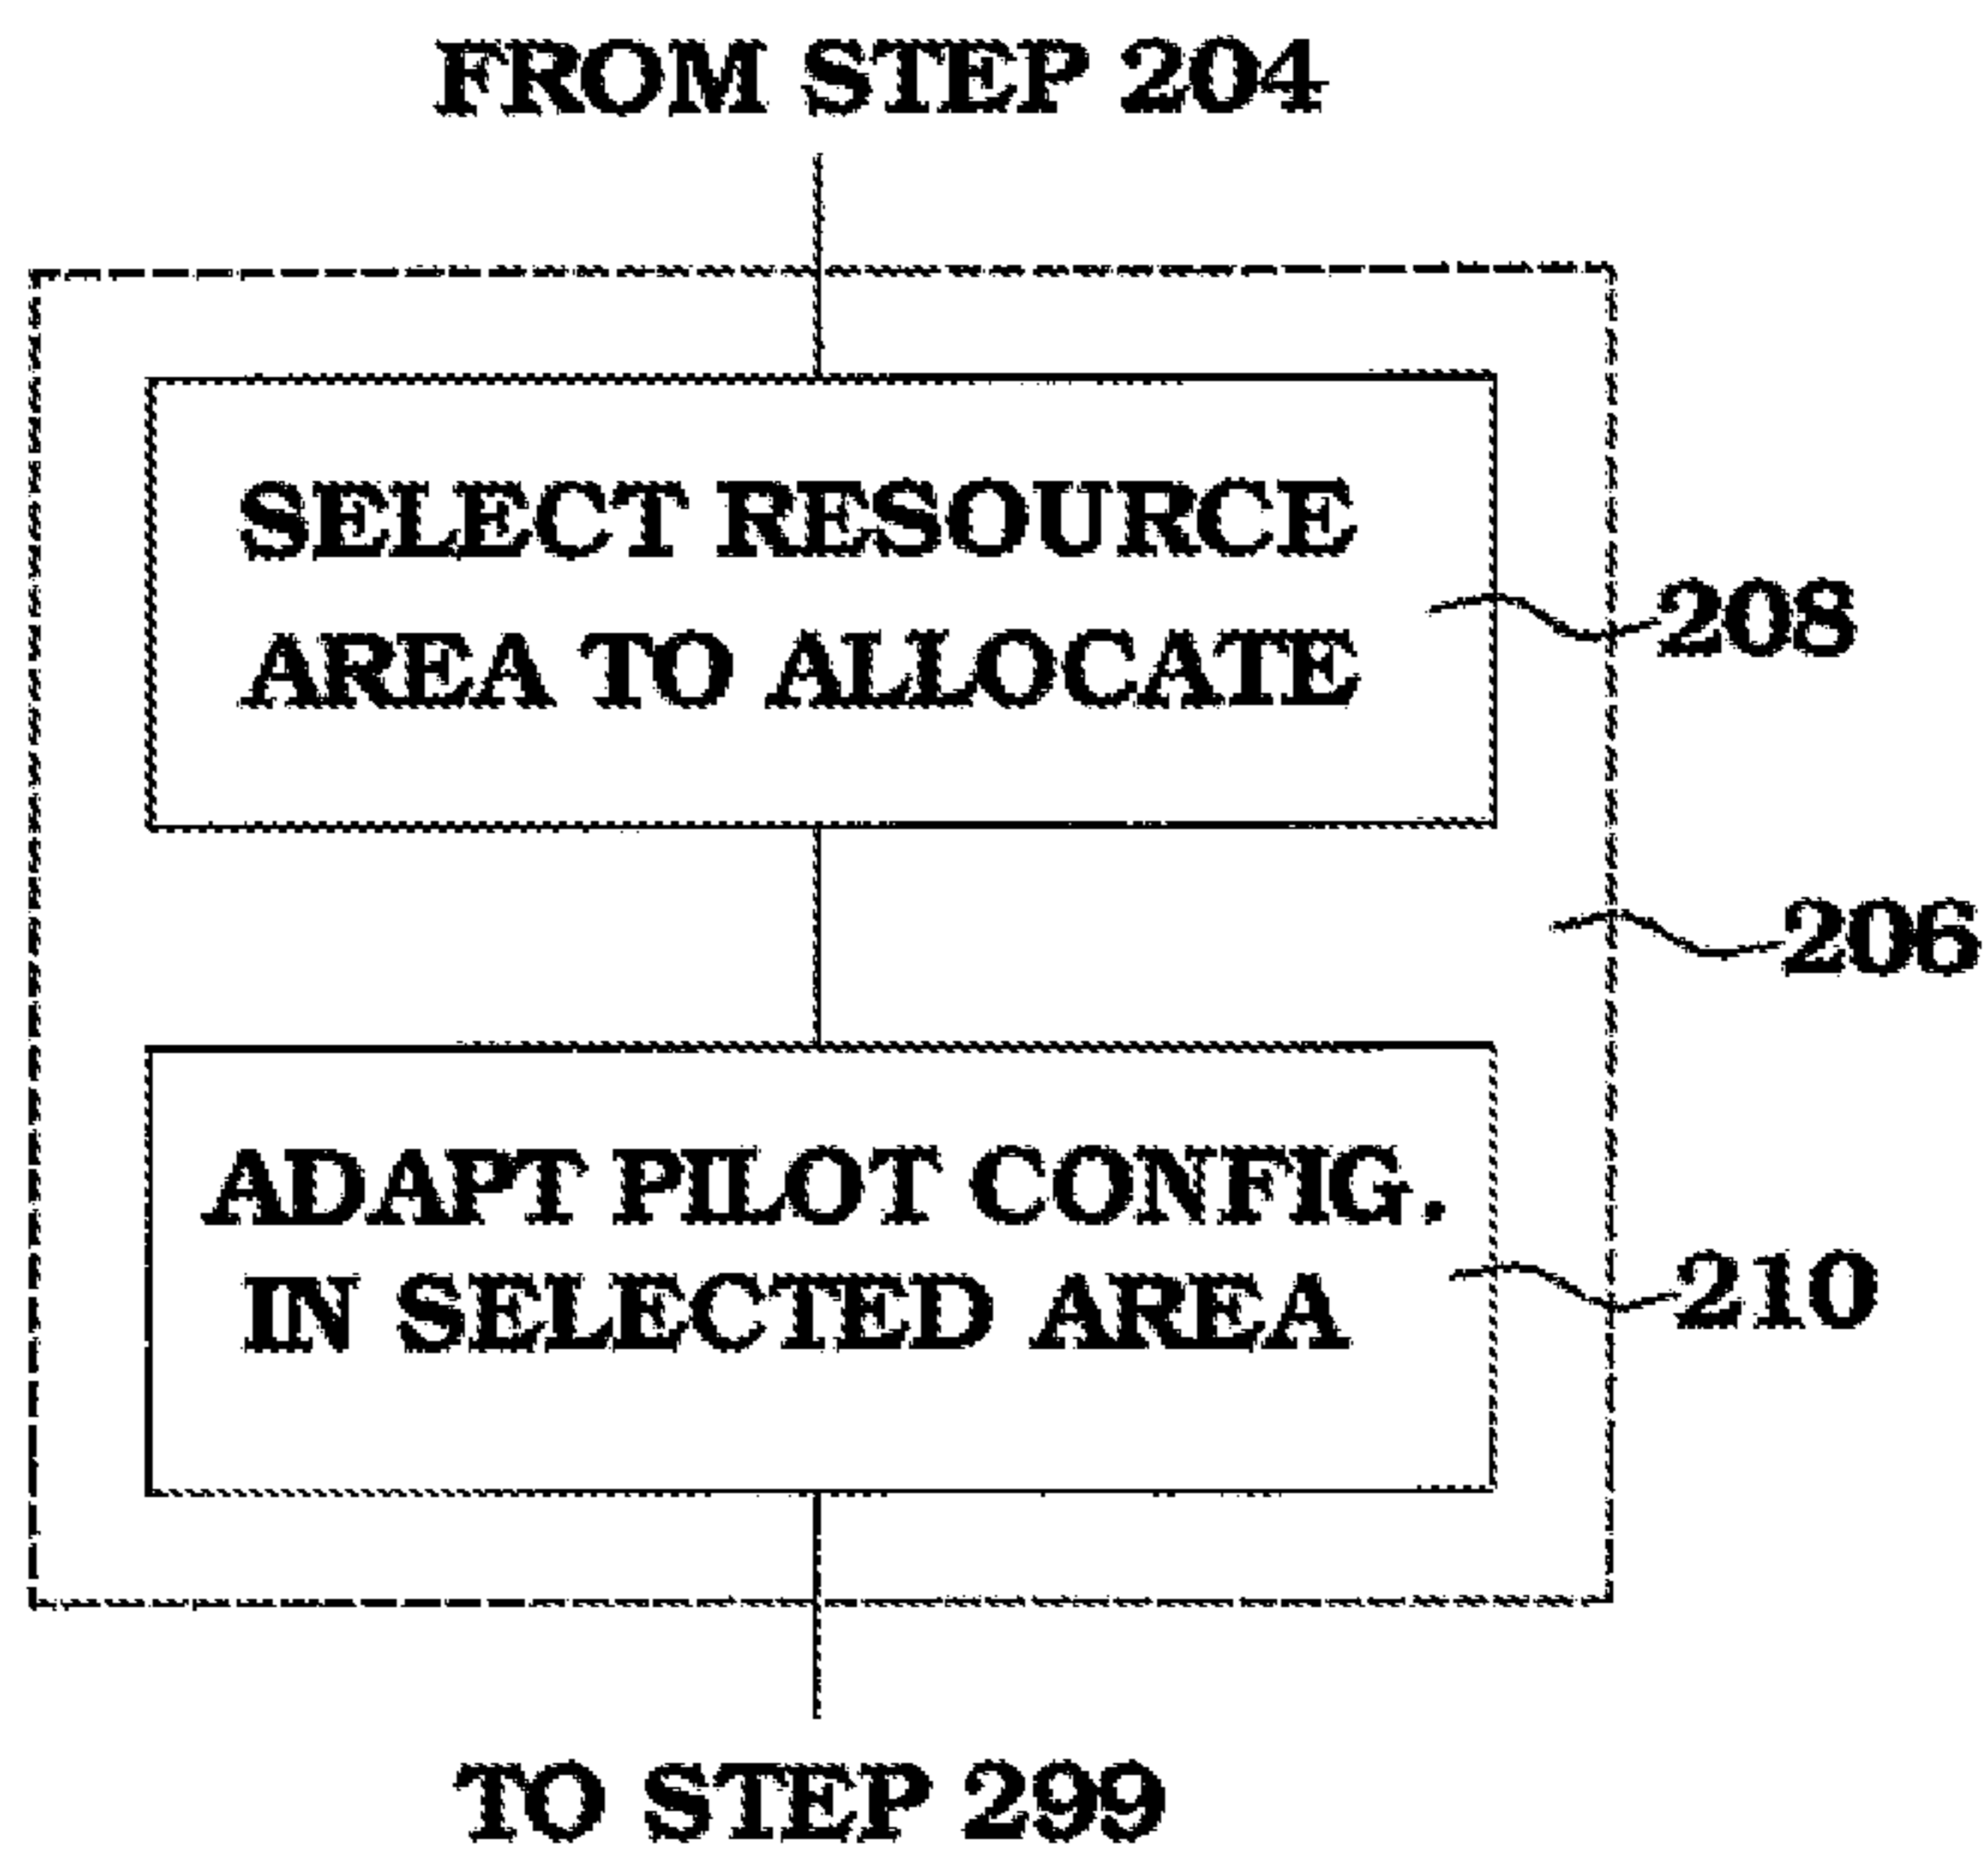 FROM STEP 204
SELECT RESOURCE
AREA TO ALLOCATE
208
206
ADAPT PILOT CONFIG.
IN SELECTED AREA
210
TO STEP 299